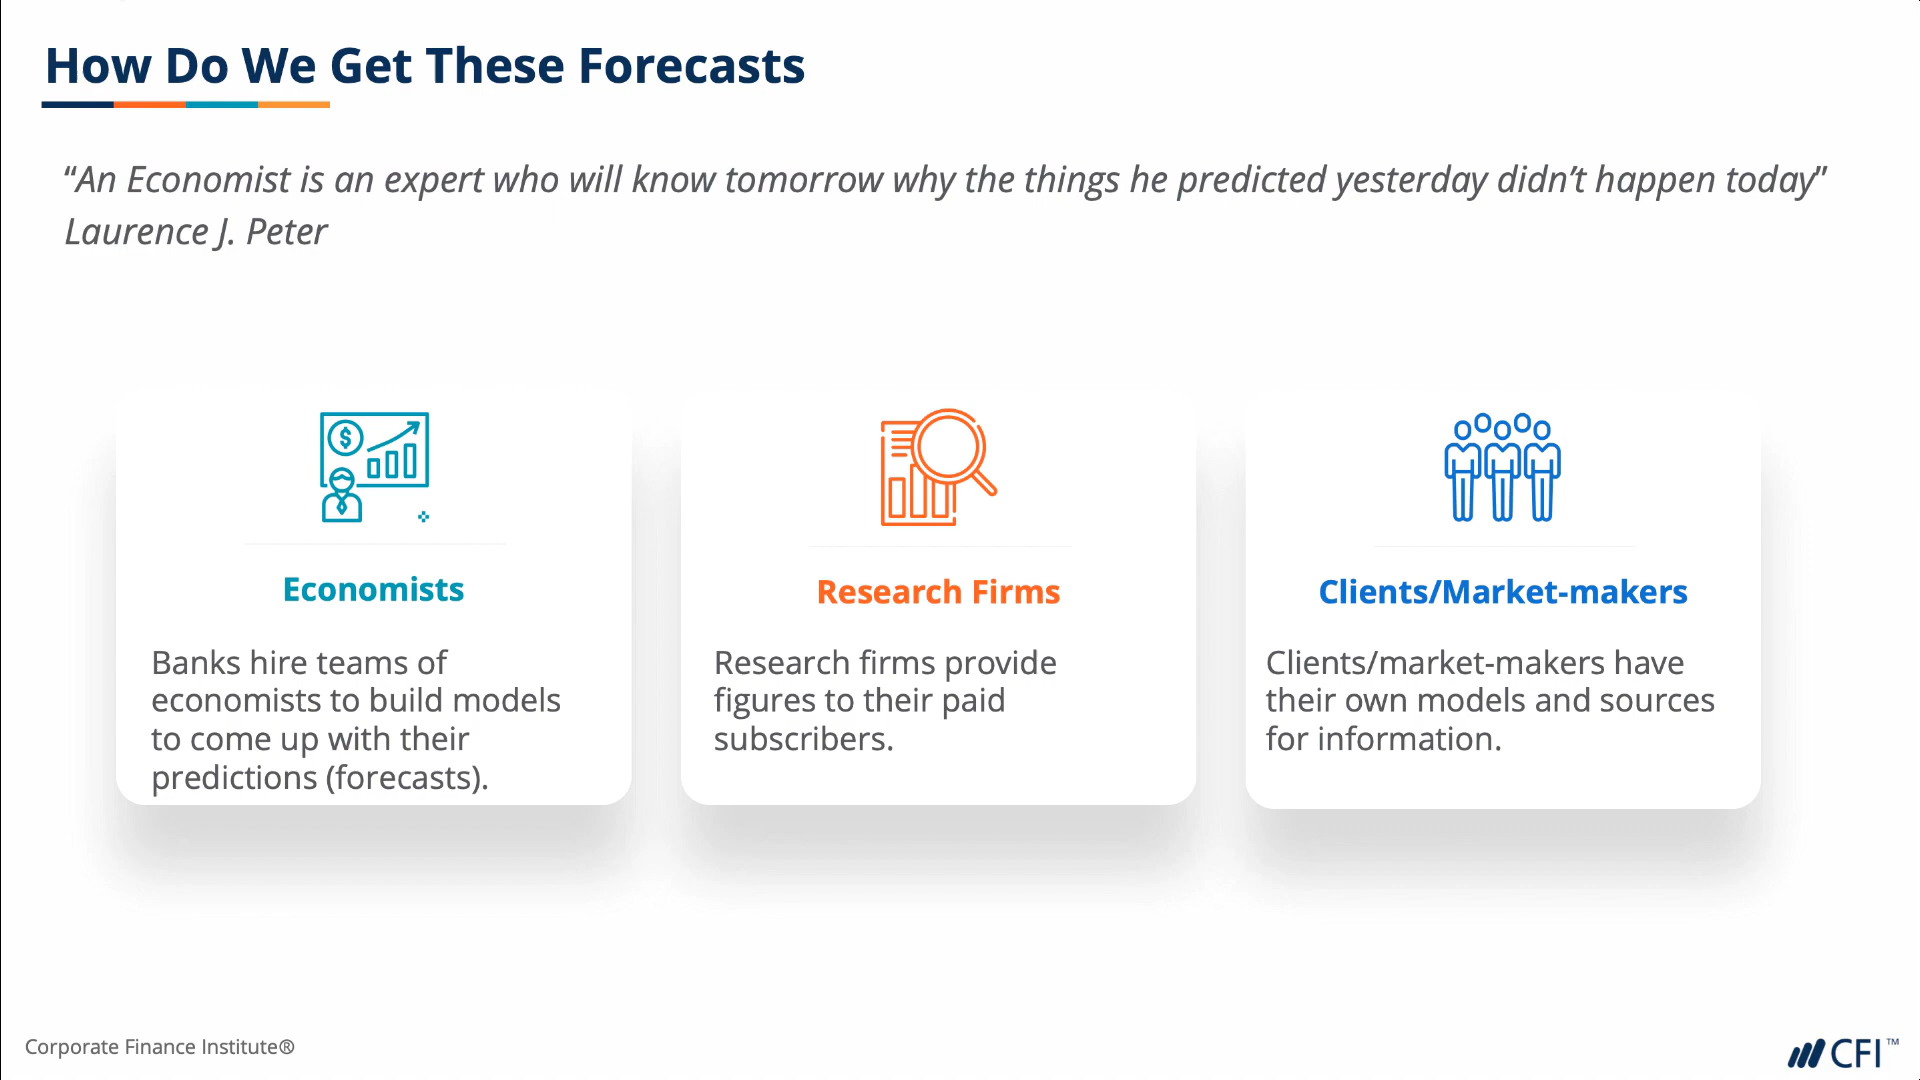 How Do We Get These Forecasts
“An Economist is an expert who will know tomorrow why the things he predicted yesterday didn’t happen today”
Laurence J. Peter
$
Economists
Banks hire teams of
economists to build models
to come up with their
predictions (forecasts).
Research Firms
Research firms provide
figures to their paid
subscribers.
Clients/Market-makers
Clients/market-makers have
their own models and sources
for information.
Corporate Finance Institute®
CFI™